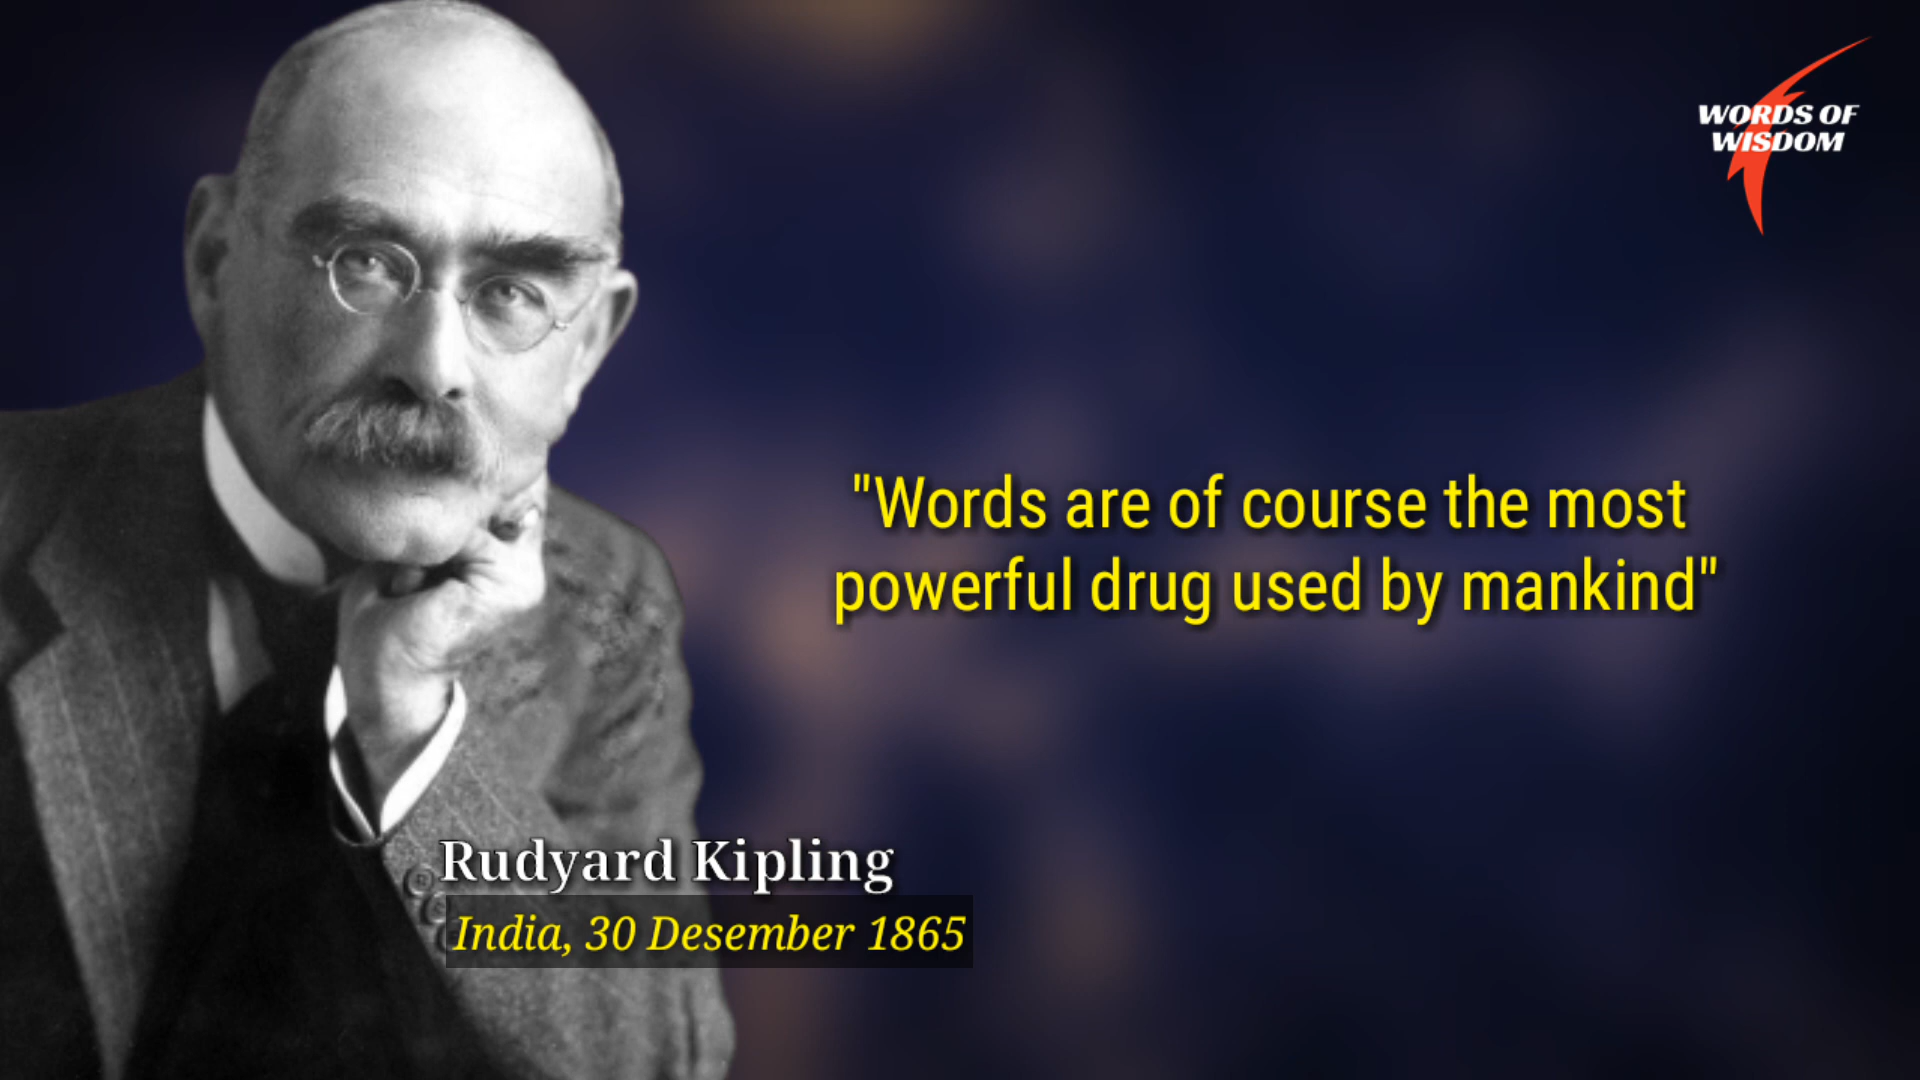 WORDS OF
WISDOM
"Words are of course the most
powerful drug used by mankind"
Rudyard Kipling
India, 30 Desember 1865